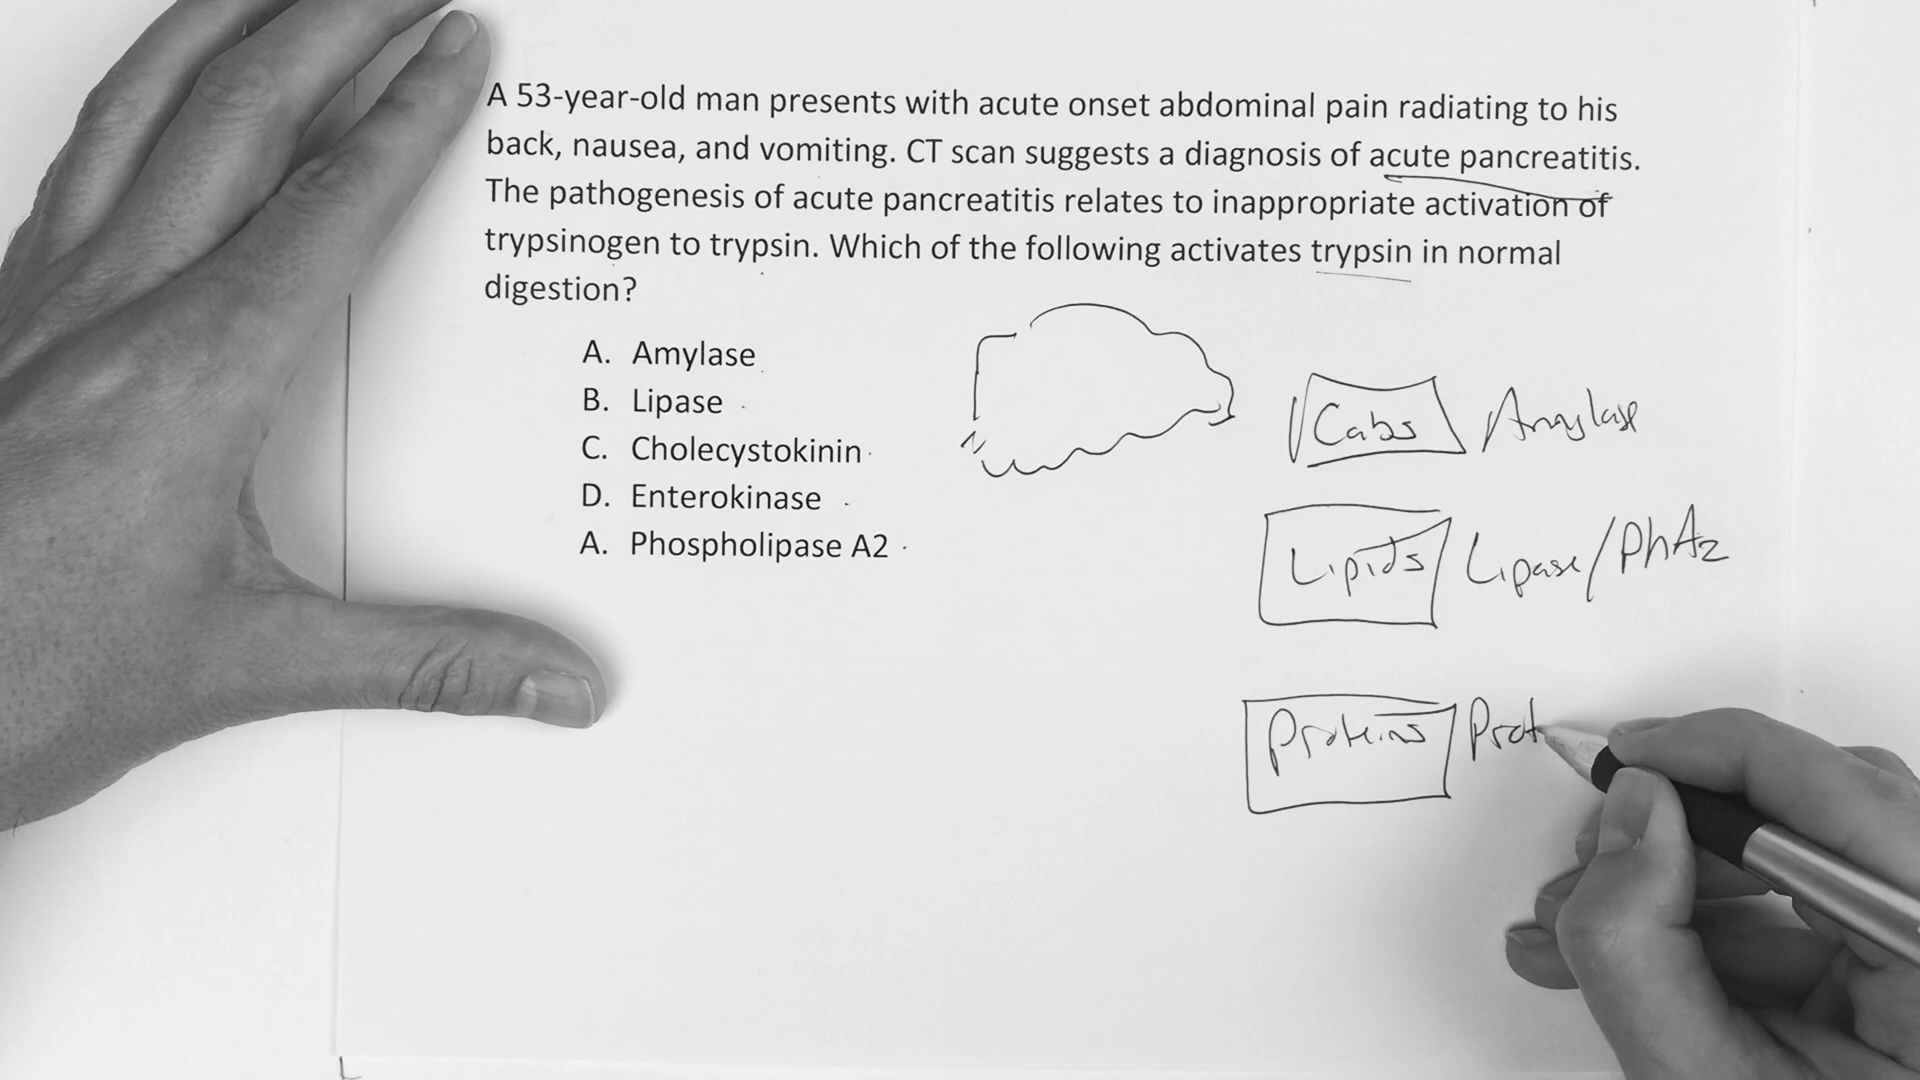 A 53-year-old man presents with acute onset abdominal pain radiating to his
back, nausea, and vomiting. CT scan suggests a diagnosis of acute pancreatitis.
The pathogenesis of acute pancreatitis relates to inappropriate activation of
trypsinogen to trypsin. Which of the following activates trypsin in normal
digestion?
A. Amylase
B. Lipase
C. Cholecystokinin
D. Enterokinase
A. Phospholipase A2
Cabs Amylase
Lipids Lipase/PhA2
Proteins Prot